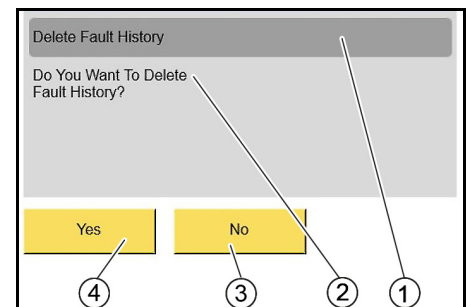 Delete Fault History
Do You Want To Delete
Fault History?
Yes
No
4
3
2
1